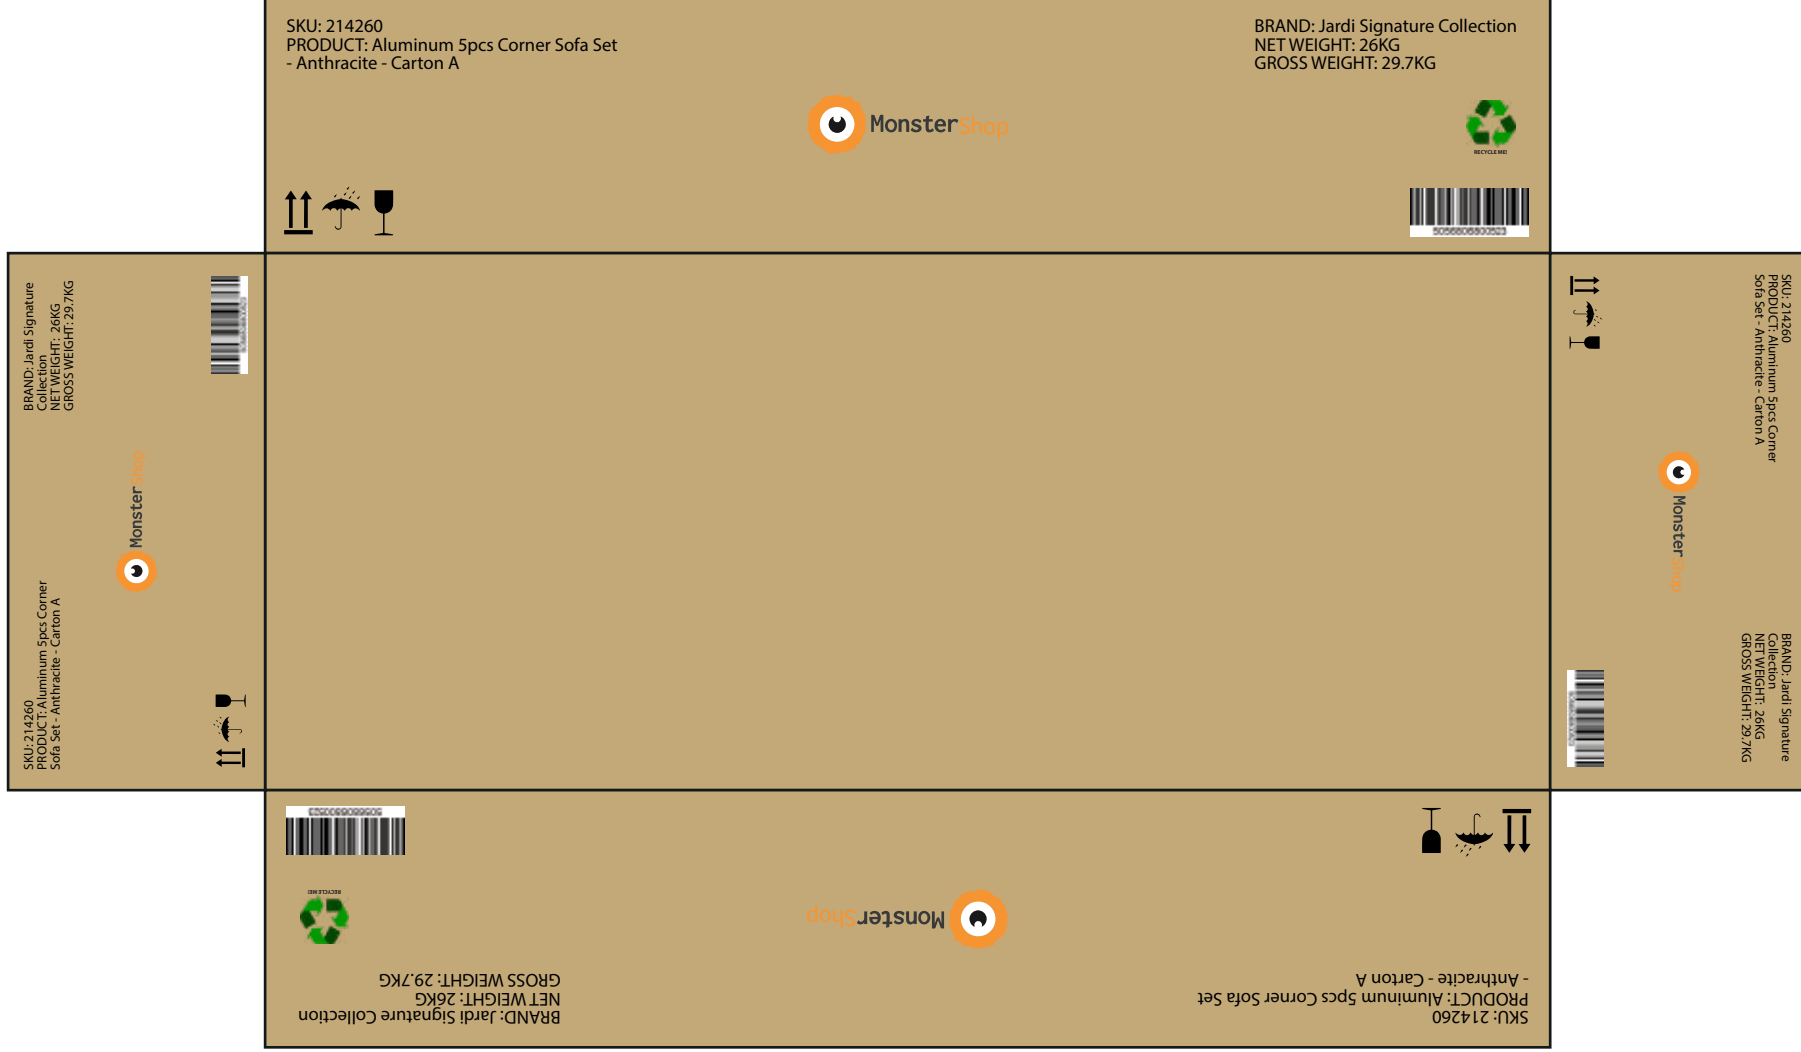 SKU: 214260
PRODUCT: Aluminum 5pcs Corner Sofa Set
- Anthracite - Carton A
BRAND: Jardi Signature Collection
NET WEIGHT: 26KG
GROSS WEIGHT: 29.7KG
MonsterShop
RECYCLE ME!
BRAND: Jardi Signature
Collection
NET WEIGHT: 26KG
GROSS WEIGHT: 29.7KG
MonsterShop
SKU: 214260
PRODUCT: Aluminum 5pcs Corner
Sofa Set - Anthracite - Carton A
SKU: 214260
PRODUCT: Aluminum 5pcs Corner
Sofa Set - Anthracite - Carton A
MonsterShop
BRAND: Jardi Signature
Collection
NET WEIGHT: 26KG
GROSS WEIGHT: 29.7KG
SKU: 214260
PRODUCT: Aluminum 5pcs Corner Sofa Set
- Anthracite - Carton A
BRAND: Jardi Signature Collection
NET WEIGHT: 26KG
GROSS WEIGHT: 29.7KG
MonsterShop
RECYCLE ME!